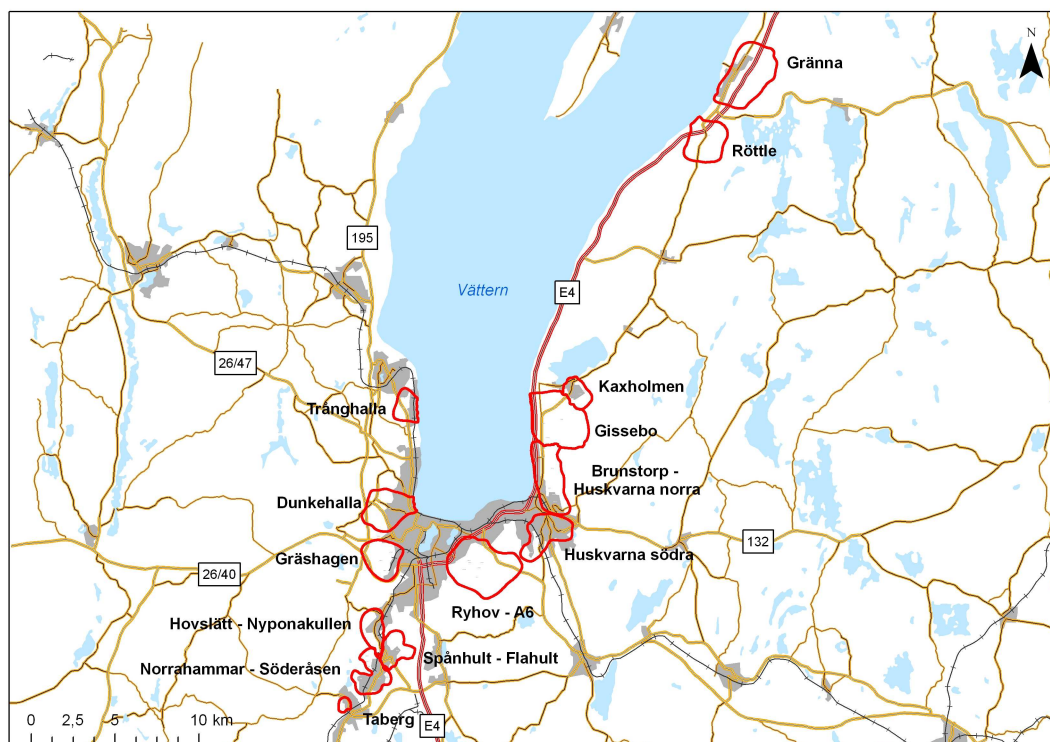 N
Gränna
Röttle
195
Vättern
E4
26/47
Kaxholmen
Trånghalla
Gissebo
Brunstorp -
Huskvarna norra
Dunkehalla
132
Gräshagen
Huskvarna södra
26/40
Ryhov - A6
Hovslätt - Nyponakullen
Spånhult - Flahult
Norrahammar - Söderåsen
Taberg
0 2,5 5 10 km
E4